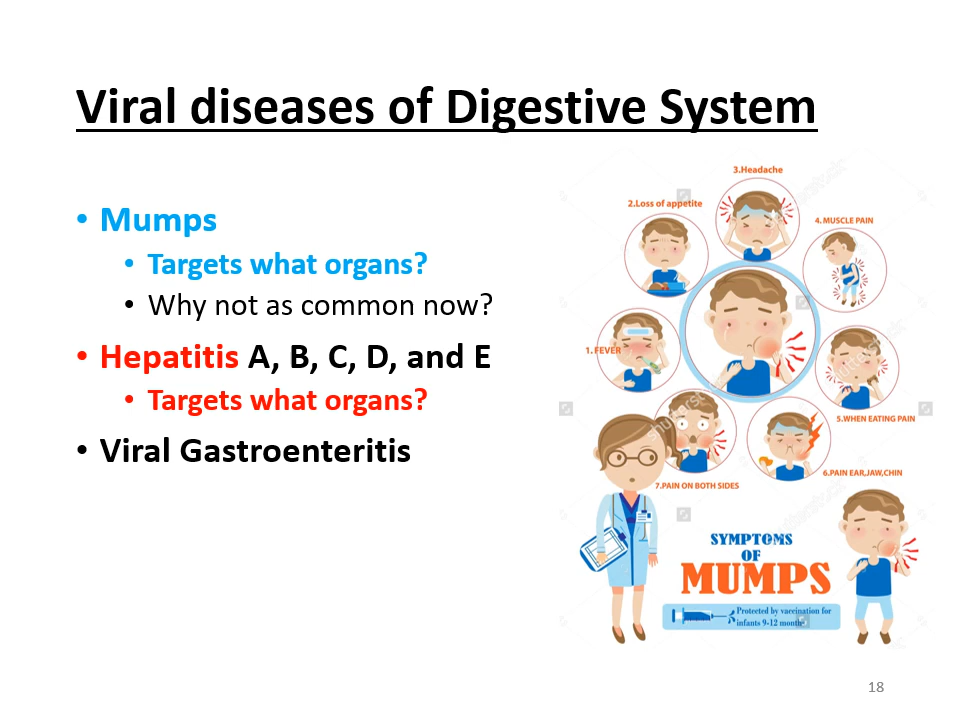 Viral diseases of Digestive System
• Mumps
• Targets what organs?
• Why not as common now?
• Hepatitis A, B, C, D, and E
• Targets what organs?
• Viral Gastroenteritis
3.Headache
2.Loss of appetite
4. MUSCLE PAIN
1. FEVER
5.WHEN EATING PAIN
6.PAIN EAR,JAW,CHIN
7.PAIN ON BOTH SIDES
SYMPTOMS
OF
MUMPS
Protected by vaccination for
infants 9-12 months
18